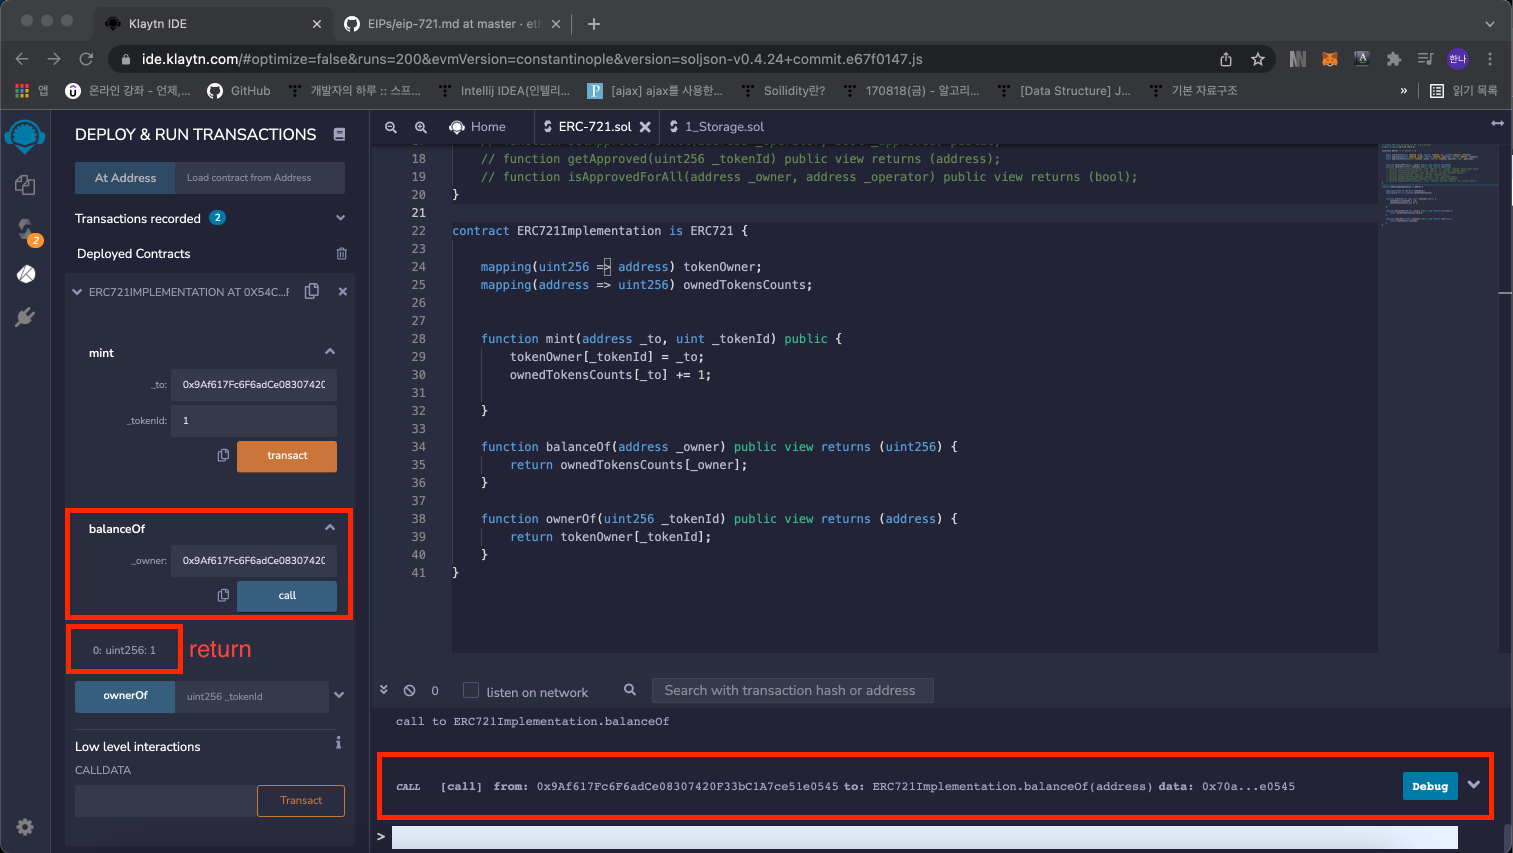 Klaytn IDE
EIPs/eip-721.md at master · eth
ide.klaytn.com/#optimize=false&runs=200&evmVersion=constantinople&version=soljson-v0.4.24+commit.e67f0147.js
한나
앱
온라인 강좌 - 언제,...
GitHub
개발자의 하루 :: 스프...
Intellij IDEA(인텔리...
[ajax] ajax를 사용한...
Soilidity란?
170818(금) - 알고리...
[Data Structure] J...
기본 자료구조
»
읽기 목록
DEPLOY & RUN TRANSACTIONS
At Address
Load contract from Address
Transactions recorded 2
Deployed Contracts
2
ERC721IMPLEMENTATION AT 0X54C...F
mint
_to:
0x9Af617Fc6F6adCe08307420
_tokenId:
1
transact
balanceOf
_owner:
0x9Af617Fc6F6adCe08307420
call
0: uint256: 1
return
ownerOf
uint256 _tokenId
Low level interactions
i
CALLDATA
Transact
Home
ERC-721.sol
1_Storage.sol
18 // function getApproved(uint256 _tokenId) public view returns (address);
19 // function isApprovedForAll(address _owner, address _operator) public view returns (bool);
20 }
21
22 contract ERC721Implementation is ERC721 {
23
24 mapping(uint256 => address) tokenOwner;
25 mapping(address => uint256) ownedTokensCounts;
26
27
28 function mint(address _to, uint _tokenId) public {
29 tokenOwner[_tokenId] = _to;
30 ownedTokensCounts[_to] += 1;
31
32 }
33
34 function balanceOf(address _owner) public view returns (uint256) {
35 return ownedTokensCounts[_owner];
36 }
37
38 function ownerOf(uint256 _tokenId) public view returns (address) {
39 return tokenOwner[_tokenId];
40 }
41 }
0
listen on network
Search with transaction hash or address
call to ERC721Implementation.balanceOf
CALL [call] from: 0x9Af617Fc6F6adCe08307420F33bC1A7ce51e0545 to: ERC721Implementation.balanceOf(address) data: 0x70a...e0545
Debug
>